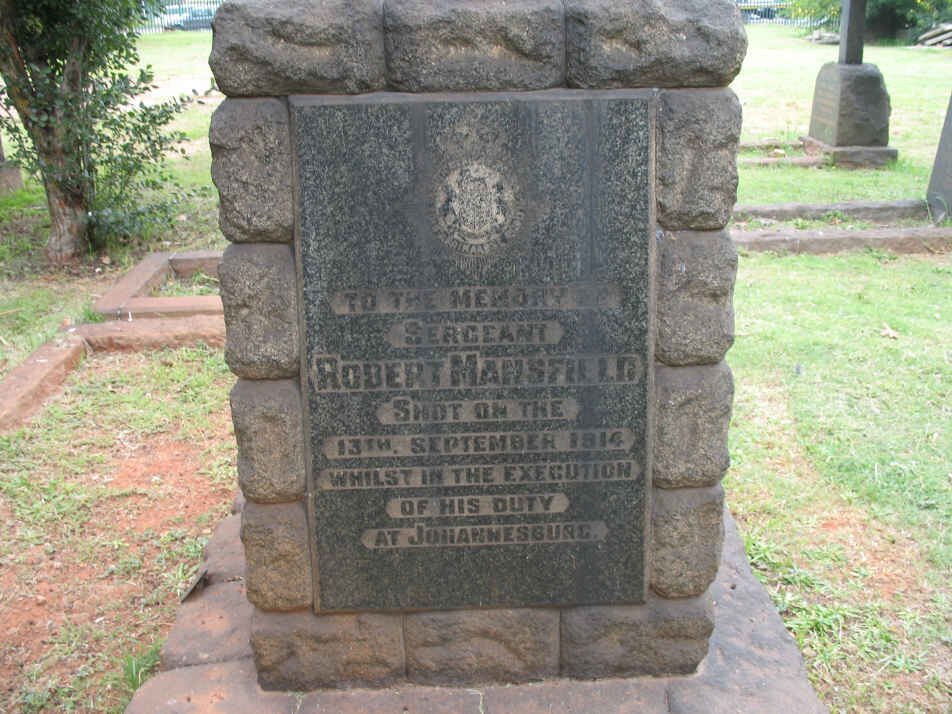 TO THE MEMORY OF
SERGEANT
ROBERT MANSFIELD
SHOT ON THE
13TH. SEPTEMBER 1914
WHILST IN THE EXECUTION
OF HIS DUTY
AT JOHANNESBURG.